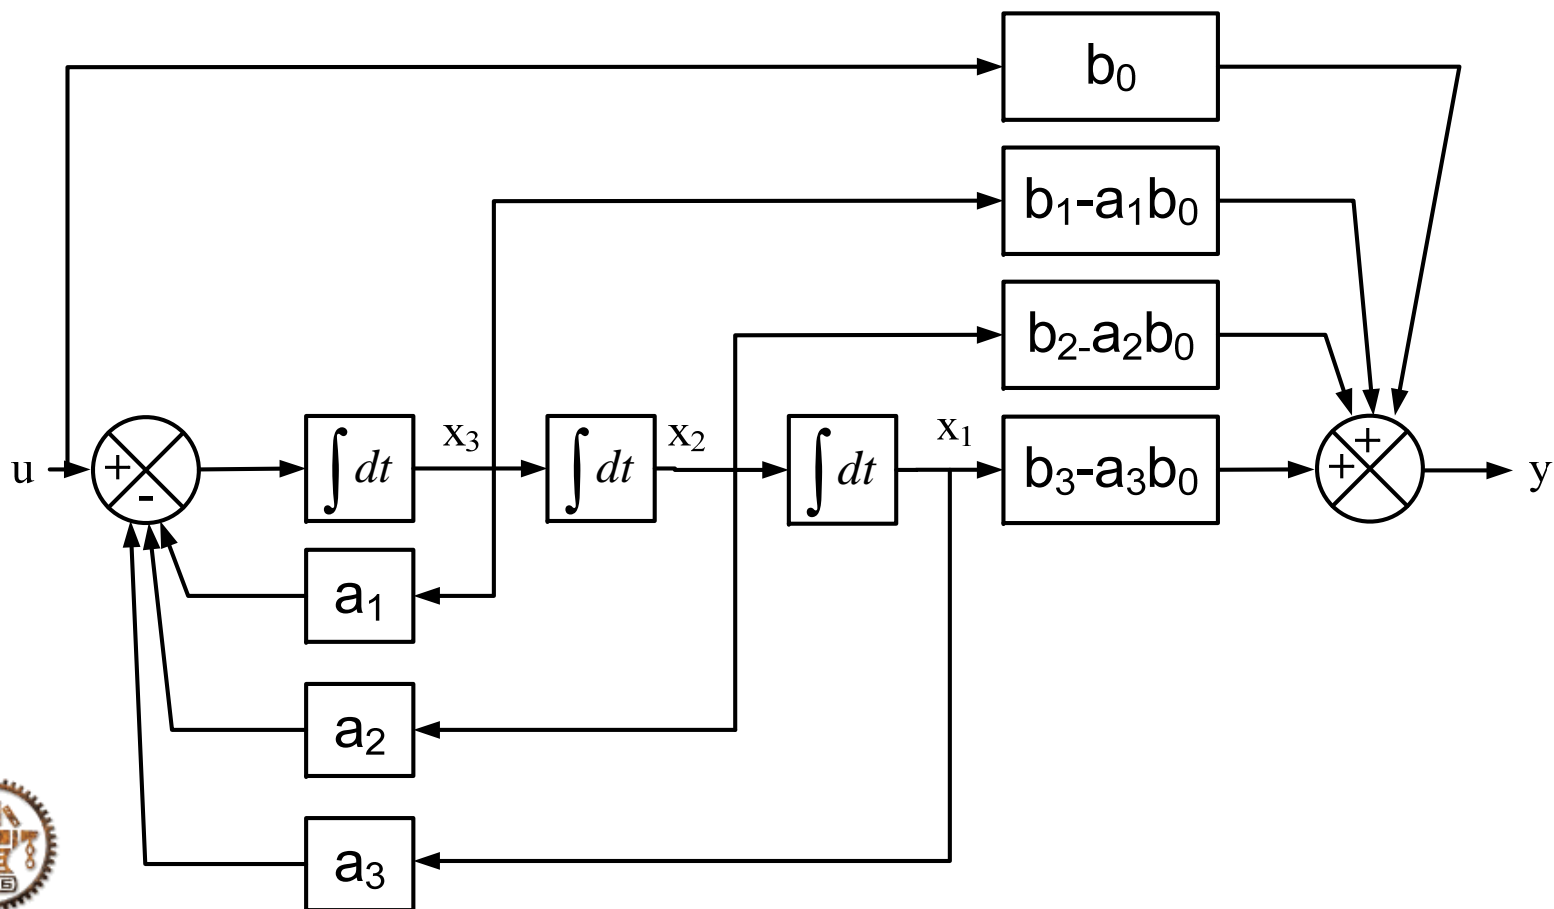 b₀
b₁-a₁b₀
b₂-a₂b₀
u
+
-
∫dt
x₃
∫dt
x₂
∫dt
x₁
b₃-a₃b₀
+
+
y
a₁
a₂
a₃